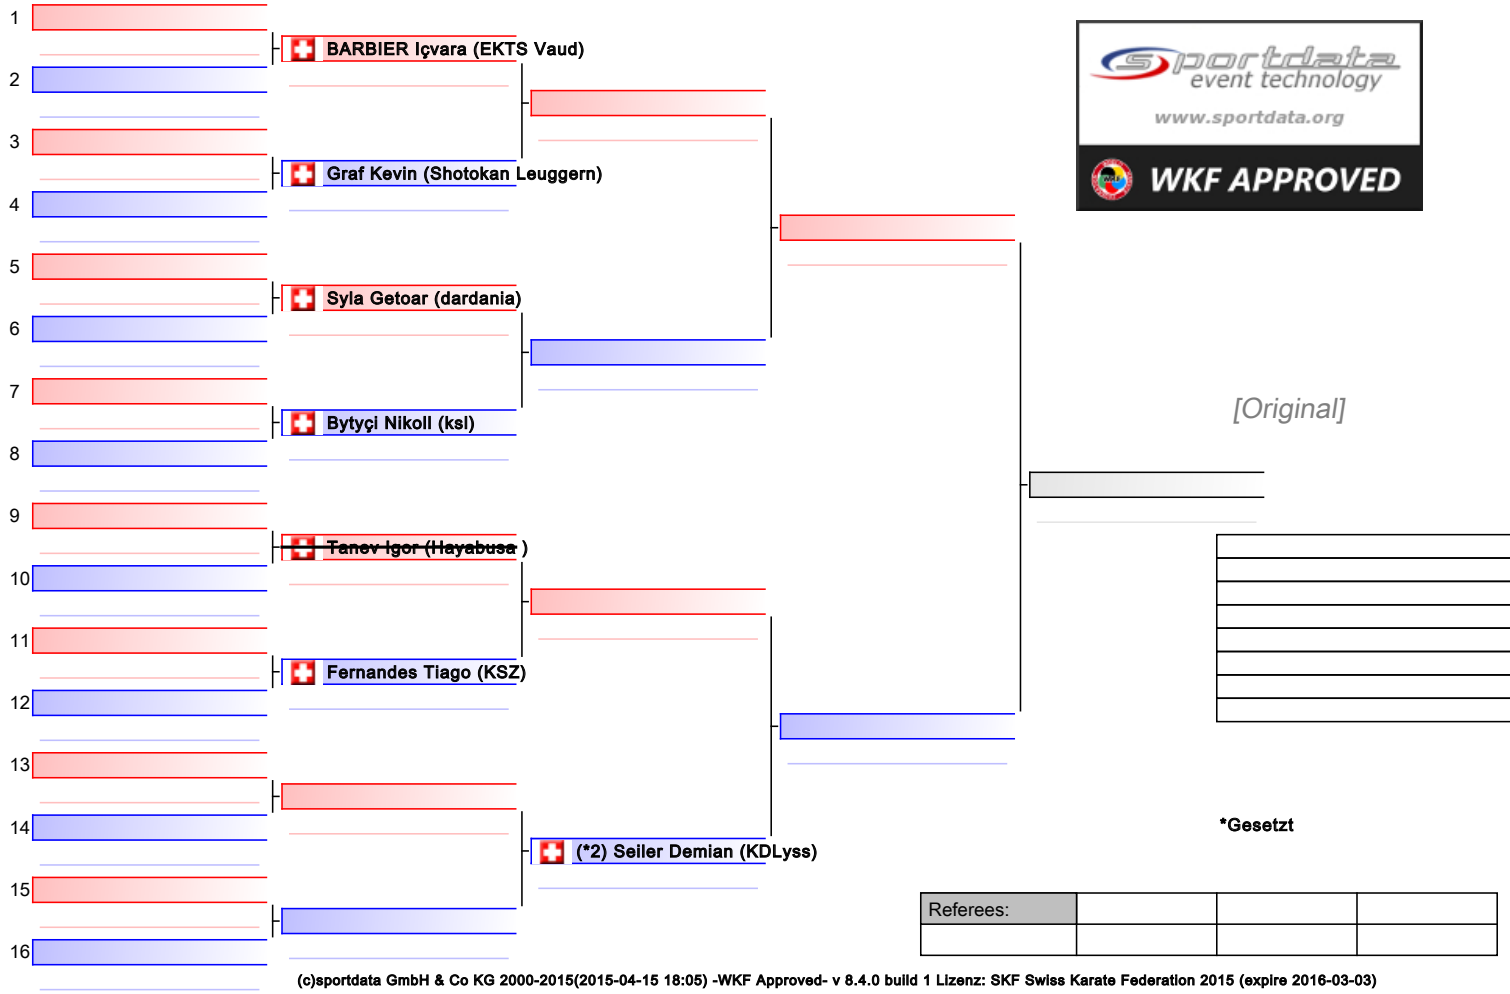 1
BARBIER Içvara (EKTS Vaud)
2
3
Graf Kevin (Shotokan Leuggern)
4
5
Syla Getoar (dardania)
6
7
Bytyçi Nikoll (ksl)
8
9
Tanev Igor (Hayabusa )
10
11
Fernandes Tiago (KSZ)
12
13
14
(*2) Seiler Demian (KDLyss)
15
16
sportdata
event technology
www.sportdata.org
WKF APPROVED
[Original]
*Gesetzt
Referees:
(c)sportdata GmbH & Co KG 2000-2015(2015-04-15 18:05) -WKF Approved- v 8.4.0 build 1 Lizenz: SKF Swiss Karate Federation 2015 (expire 2016-03-03)